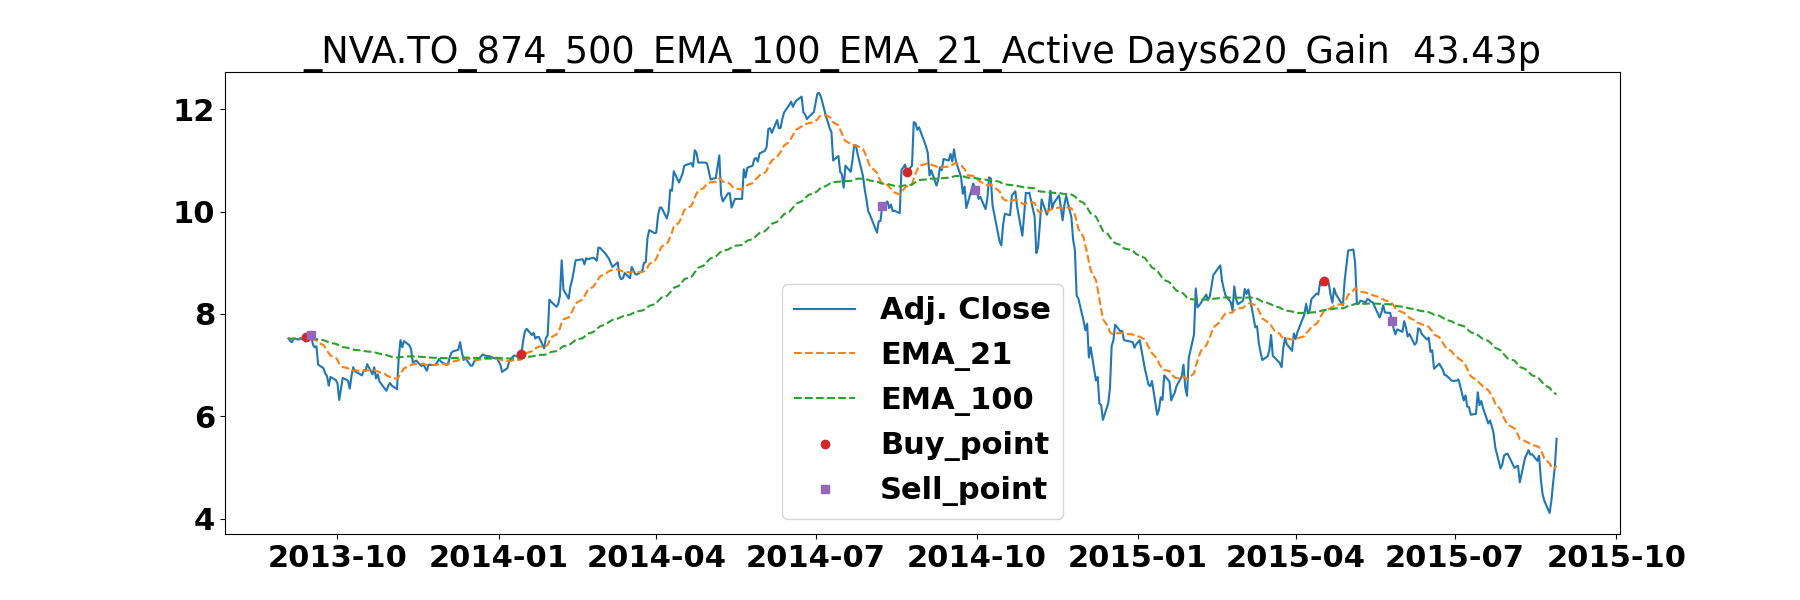 _NVA.TO_874_500_EMA_100_EMA_21_Active Days620_Gain  43.43p
12
10
8
6
4
Adj. Close
EMA_21
EMA_100
Buy_point
Sell_point
2013-10 2014-01 2014-04 2014-07 2014-10 2015-01 2015-04 2015-07 2015-10